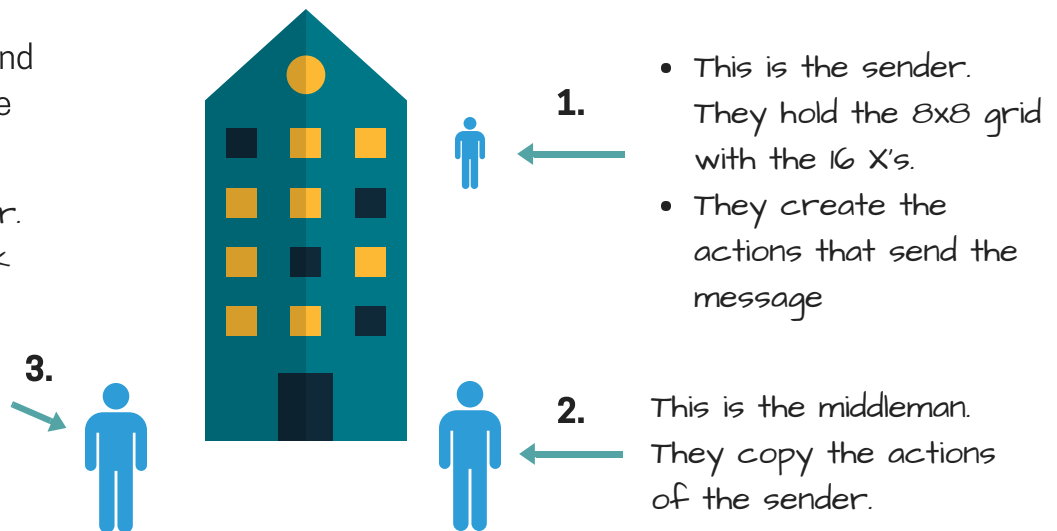 nd
e
r.
1.
• This is the sender.
They hold the 8x8 grid
with the 16 X's.
• They create the
actions that send the
message
3.
2.
This is the middleman.
They copy the actions
of the sender.